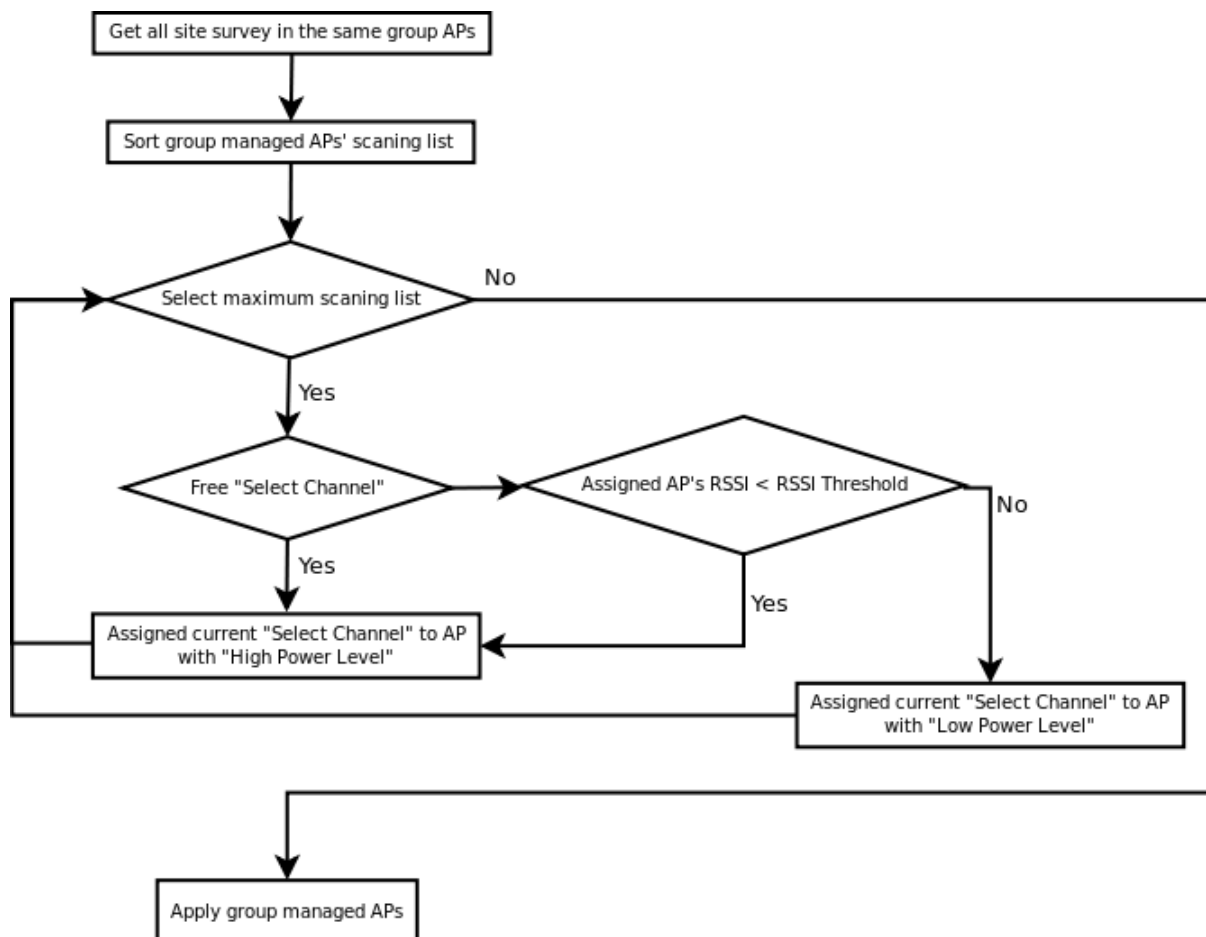 Get all site survey in the same group APs
Sort group managed APs' scaning list
Select maximum scaning list
No
Yes
Free "Select Channel"
Assigned AP's RSSI < RSSI Threshold
No
Yes
Yes
Assigned current "Select Channel" to AP
with "High Power Level"
Assigned current "Select Channel" to AP
with "Low Power Level"
Apply group managed APs